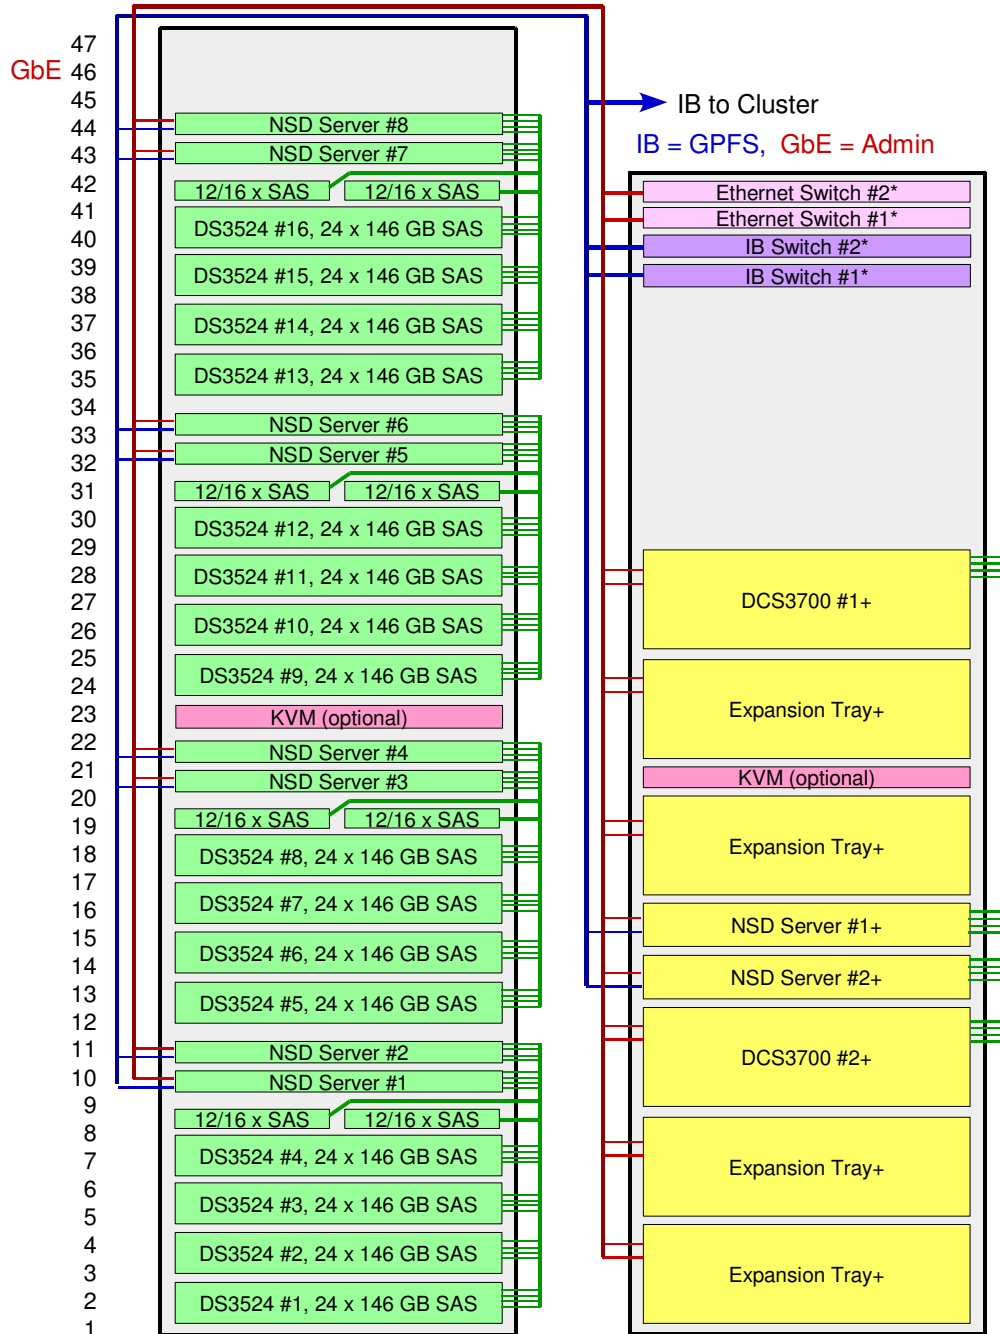 47
GbE 46
45
44
43
42
41
40
39
38
37
36
35
34
33
32
31
30
29
28
27
26
25
24
23
22
21
20
19
18
17
16
15
14
13
12
11
10
9
8
7
6
5
4
3
2
1
NSD Server #8
NSD Server #7
12/16 x SAS 12/16 x SAS
DS3524 #16, 24 x 146 GB SAS
DS3524 #15, 24 x 146 GB SAS
DS3524 #14, 24 x 146 GB SAS
DS3524 #13, 24 x 146 GB SAS
NSD Server #6
NSD Server #5
12/16 x SAS 12/16 x SAS
DS3524 #12, 24 x 146 GB SAS
DS3524 #11, 24 x 146 GB SAS
DS3524 #10, 24 x 146 GB SAS
DS3524 #9, 24 x 146 GB SAS
KVM (optional)
NSD Server #4
NSD Server #3
12/16 x SAS 12/16 x SAS
DS3524 #8, 24 x 146 GB SAS
DS3524 #7, 24 x 146 GB SAS
DS3524 #6, 24 x 146 GB SAS
DS3524 #5, 24 x 146 GB SAS
NSD Server #2
NSD Server #1
12/16 x SAS 12/16 x SAS
DS3524 #4, 24 x 146 GB SAS
DS3524 #3, 24 x 146 GB SAS
DS3524 #2, 24 x 146 GB SAS
DS3524 #1, 24 x 146 GB SAS
IB to Cluster
IB = GPFS, GbE = Admin
Ethernet Switch #2*
Ethernet Switch #1*
IB Switch #2*
IB Switch #1*
DCS3700 #1+
Expansion Tray+
KVM (optional)
Expansion Tray+
NSD Server #1+
NSD Server #2+
DCS3700 #2+
Expansion Tray+
Expansion Tray+